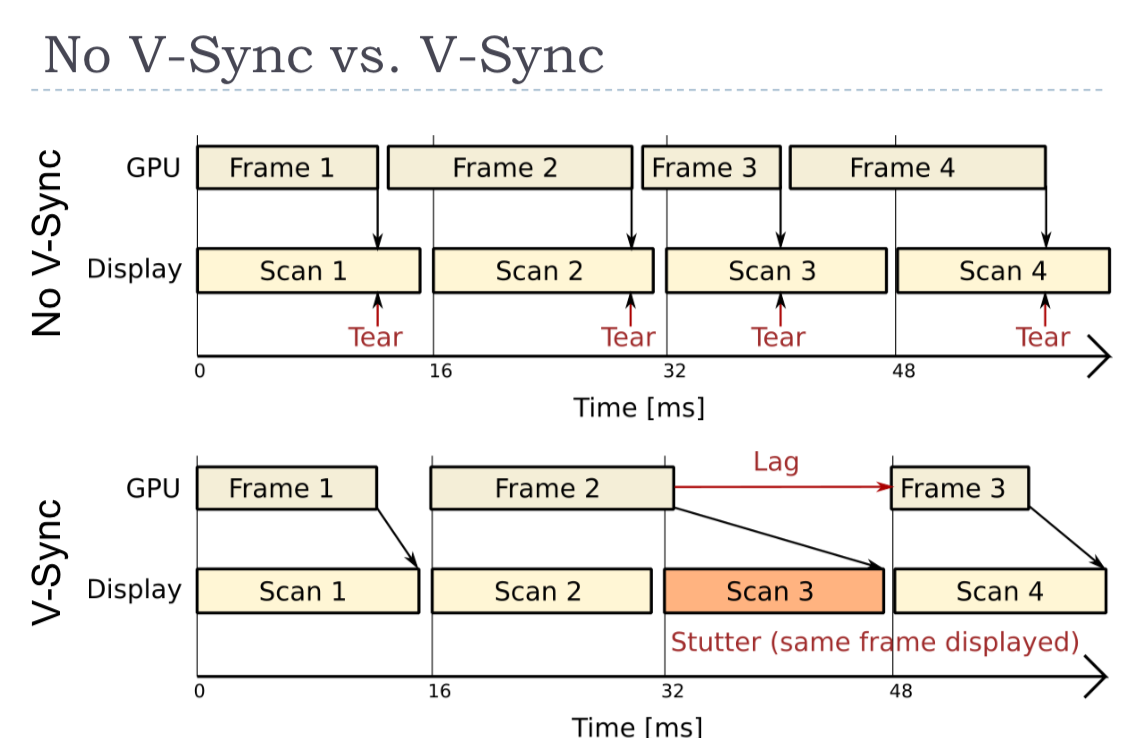 No V-Sync vs. V-Sync
No V-Sync
GPU
Frame 1
Frame 2
Frame 3
Frame 4
Display
Scan 1
Scan 2
Scan 3
Scan 4
Tear
Tear
Tear
Tear
0
16
32
48
Time [ms]
V-Sync
Lag
GPU
Frame 1
Frame 2
Frame 3
Display
Scan 1
Scan 2
Scan 3
Scan 4
Stutter (same frame displayed)
0
16
32
48
Time [ms]